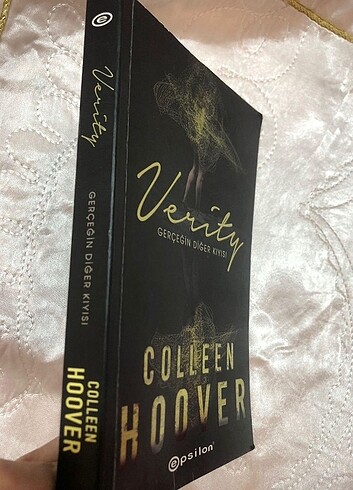 Verity
GERÇEĞİN DİĞER KIYISI
COLLEEN
HOOVER
epsilon
Verity
GERÇEĞİN DİĞER KIYISI
COLLEEN
HOOVER
e